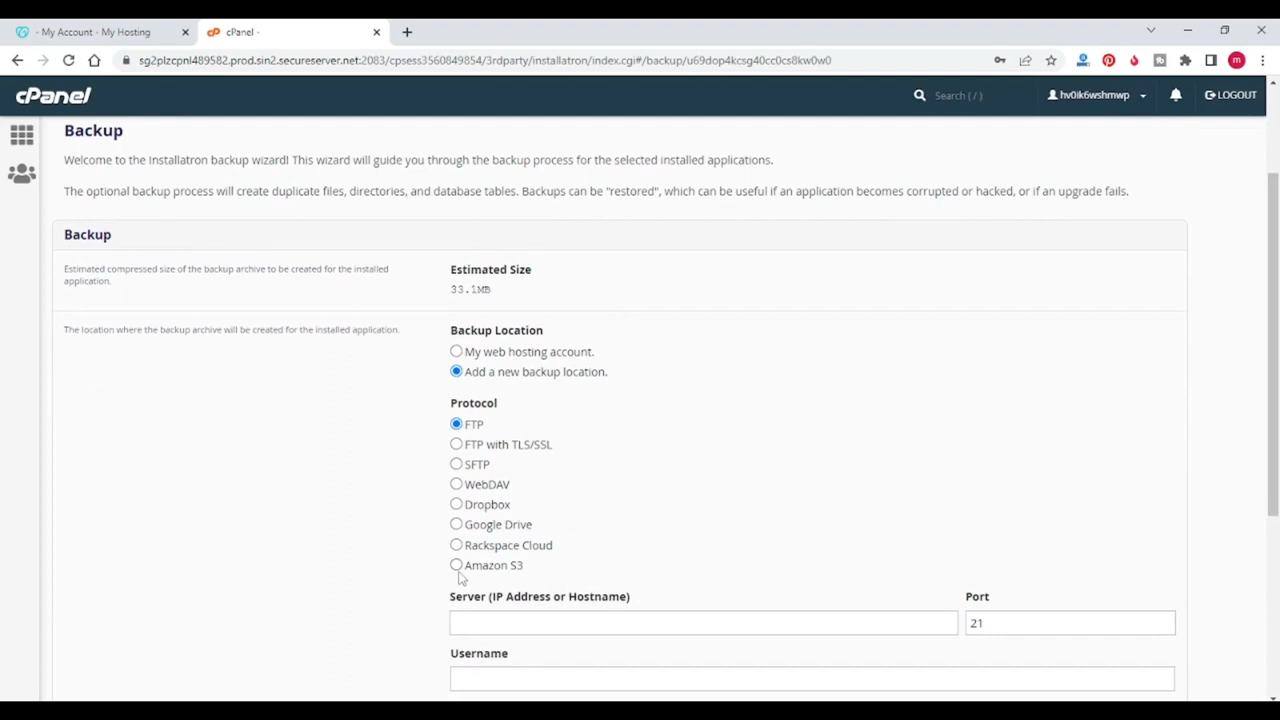 - My Account - My Hosting
cPanel -
sg2plzcpnl489582.prod.sin2.secureserver.net:2083/cpsess3560849854/3rdparty/installatron/index.cgi#/backup/u69dop4kcsg40cc0cs8kw0w0
m
cPanel
Search ( / )
hv0ik6wshmwp
LOGOUT
Backup
Welcome to the Installatron backup wizard! This wizard will guide you through the backup process for the selected installed applications.
The optional backup process will create duplicate files, directories, and database tables. Backups can be "restored", which can be useful if an application becomes corrupted or hacked, or if an upgrade fails.
Backup
Estimated compressed size of the backup archive to be created for the installed
application.
Estimated Size
33.1MB
The location where the backup archive will be created for the installed application.
Backup Location
My web hosting account.
Add a new backup location.
Protocol
FTP
FTP with TLS/SSL
SFTP
WebDAV
Dropbox
Google Drive
Rackspace Cloud
Amazon S3
Server (IP Address or Hostname)
Port
21
Username